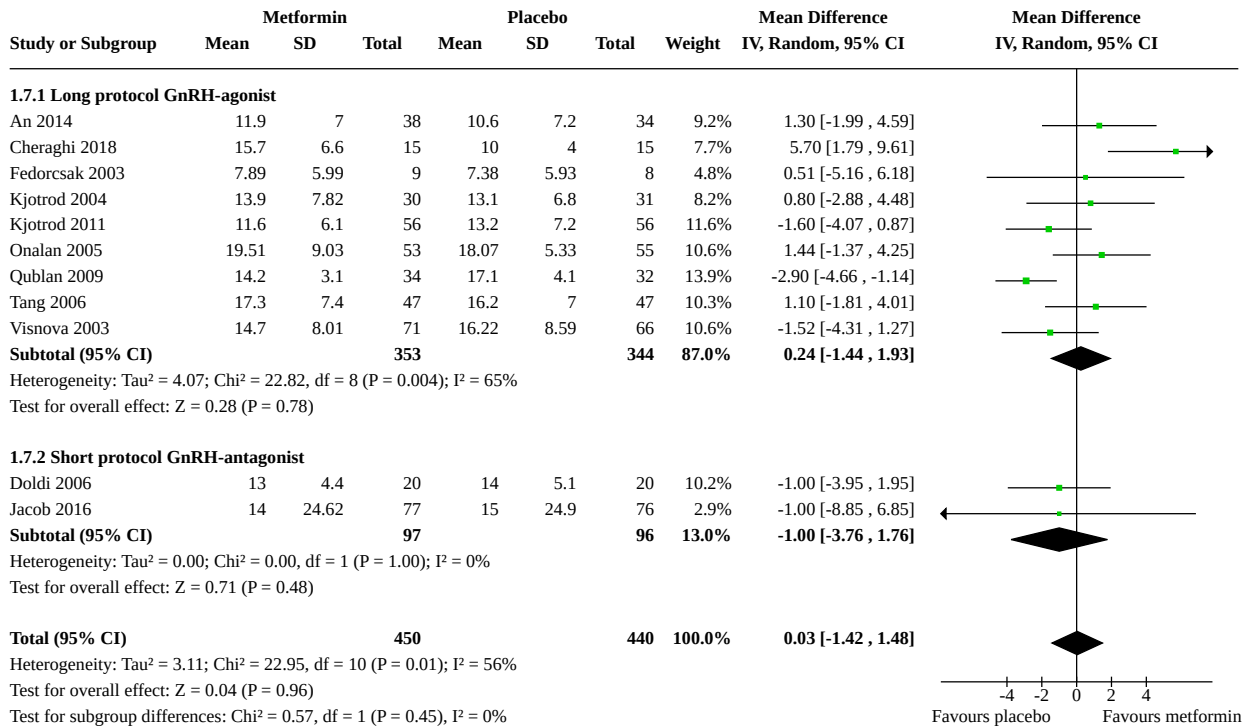 Metformin Placebo Mean Difference Mean Difference
Study or Subgroup Mean SD Total Mean SD Total Weight IV, Random, 95% CI IV, Random, 95% CI
1.7.1 Long protocol GnRH-agonist
An 2014 11.9 7 38 10.6 7.2 34 9.2% 1.30 [-1.99 , 4.59]
Cheraghi 2018 15.7 6.6 15 10 4 15 7.7% 5.70 [1.79 , 9.61]
Fedorcsak 2003 7.89 5.99 9 7.38 5.93 8 4.8% 0.51 [-5.16 , 6.18]
Kjotrod 2004 13.9 7.82 30 13.1 6.8 31 8.2% 0.80 [-2.88 , 4.48]
Kjotrod 2011 11.6 6.1 56 13.2 7.2 56 11.6% -1.60 [-4.07 , 0.87]
Onalan 2005 19.51 9.03 53 18.07 5.33 55 10.6% 1.44 [-1.37 , 4.25]
Qublan 2009 14.2 3.1 34 17.1 4.1 32 13.9% -2.90 [-4.66 , -1.14]
Tang 2006 17.3 7.4 47 16.2 7 47 10.3% 1.10 [-1.81 , 4.01]
Visnova 2003 14.7 8.01 71 16.22 8.59 66 10.6% -1.52 [-4.31 , 1.27]
Subtotal (95% CI) 353 344 87.0% 0.24 [-1.44 , 1.93]
Heterogeneity: Tau² = 4.07; Chi² = 22.82, df = 8 (P = 0.004); I² = 65%
Test for overall effect: Z = 0.28 (P = 0.78)
1.7.2 Short protocol GnRH-antagonist
Doldi 2006 13 4.4 20 14 5.1 20 10.2% -1.00 [-3.95 , 1.95]
Jacob 2016 14 24.62 77 15 24.9 76 2.9% -1.00 [-8.85 , 6.85]
Subtotal (95% CI) 97 96 13.0% -1.00 [-3.76 , 1.76]
Heterogeneity: Tau² = 0.00; Chi² = 0.00, df = 1 (P = 1.00); I² = 0%
Test for overall effect: Z = 0.71 (P = 0.48)
Total (95% CI) 450 440 100.0% 0.03 [-1.42 , 1.48]
Heterogeneity: Tau² = 3.11; Chi² = 22.95, df = 10 (P = 0.01); I² = 56%
Test for overall effect: Z = 0.04 (P = 0.96)
-4 -2 0 2 4
Test for subgroup differences: Chi² = 0.57, df = 1 (P = 0.45), I² = 0%
Favours placebo Favours metformin